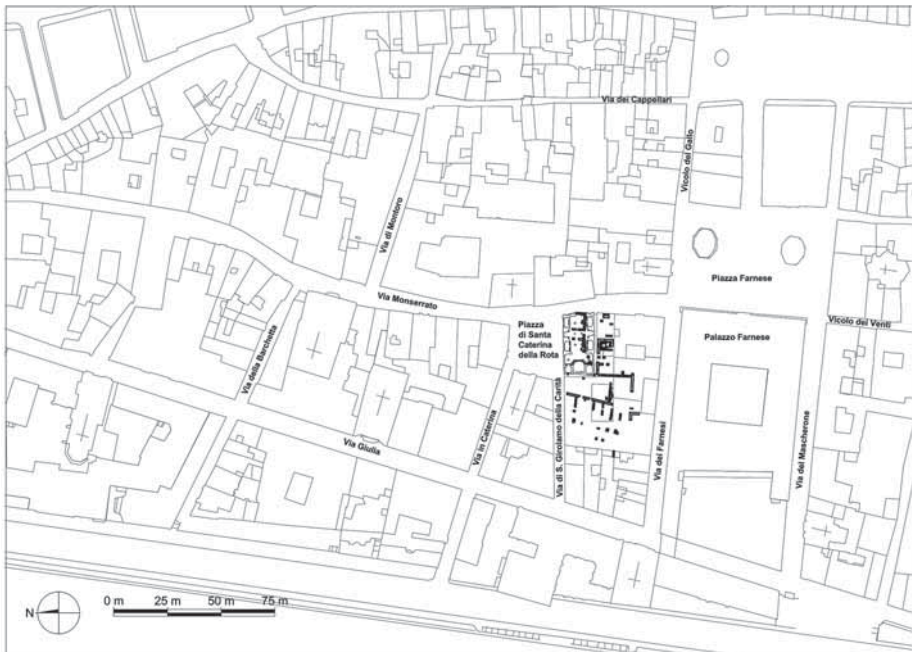 Via dei Cappellari
Vicolo del Gallo
Via di Montoro
Piazza Farnese
Via Monserrato
Piazza
di Santa
Caterina
della Rota
Vicolo dei Venti
Palazzo Farnese
Via della Barchetta
Via Giulia
Via in Caterina
Via di S. Girolamo della Carità
Via dei Farnesi
Via del Mascherone
N
0 m 25 m 50 m 75 m